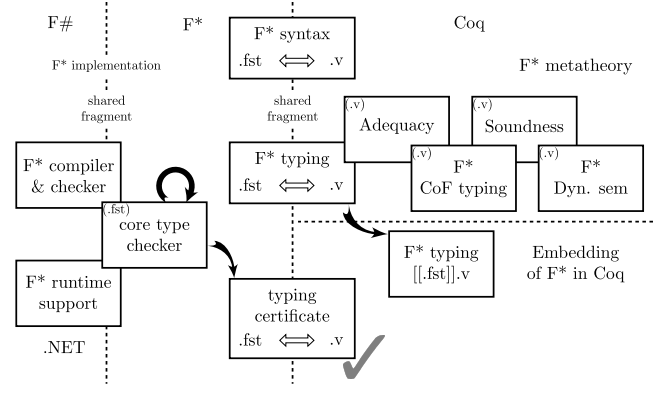 F#
F*
Coq
F* syntax
.fst ⟺ .v
F* implementation
F* metatheory
shared
fragment
shared
fragment
(.v)
Adequacy
(.v)
Soundness
F* compiler
& checker
F* typing
.fst ⟺ .v
(.v)
F*
CoF typing
(.v)
F*
Dyn. sem
(.fst)
core type
checker
F* typing
[[.fst]].v
Embedding
of F* in Coq
F* runtime
support
typing
certificate
.fst ⟺ .v
.NET